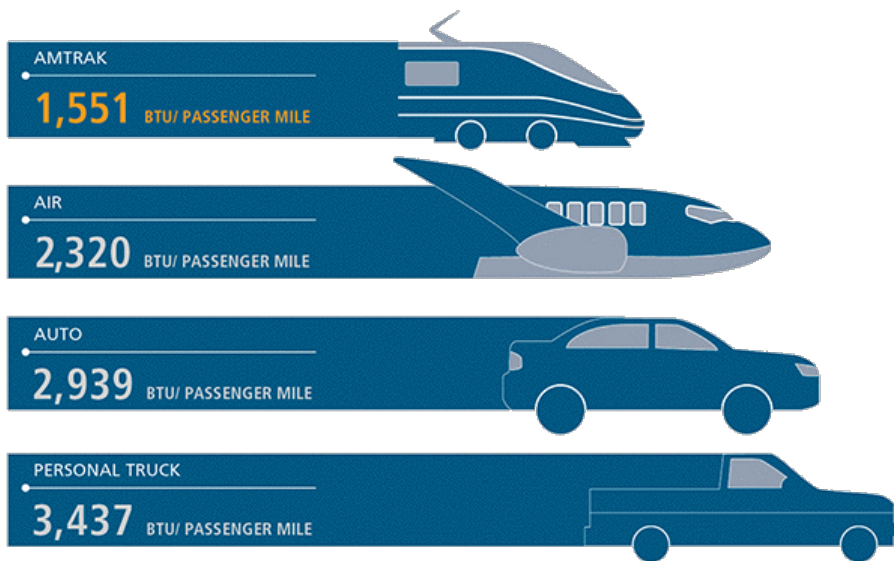 AMTRAK
1,551 BTU/ PASSENGER MILE
AIR
2,320 BTU/ PASSENGER MILE
AUTO
2,939 BTU/ PASSENGER MILE
PERSONAL TRUCK
3,437 BTU/ PASSENGER MILE